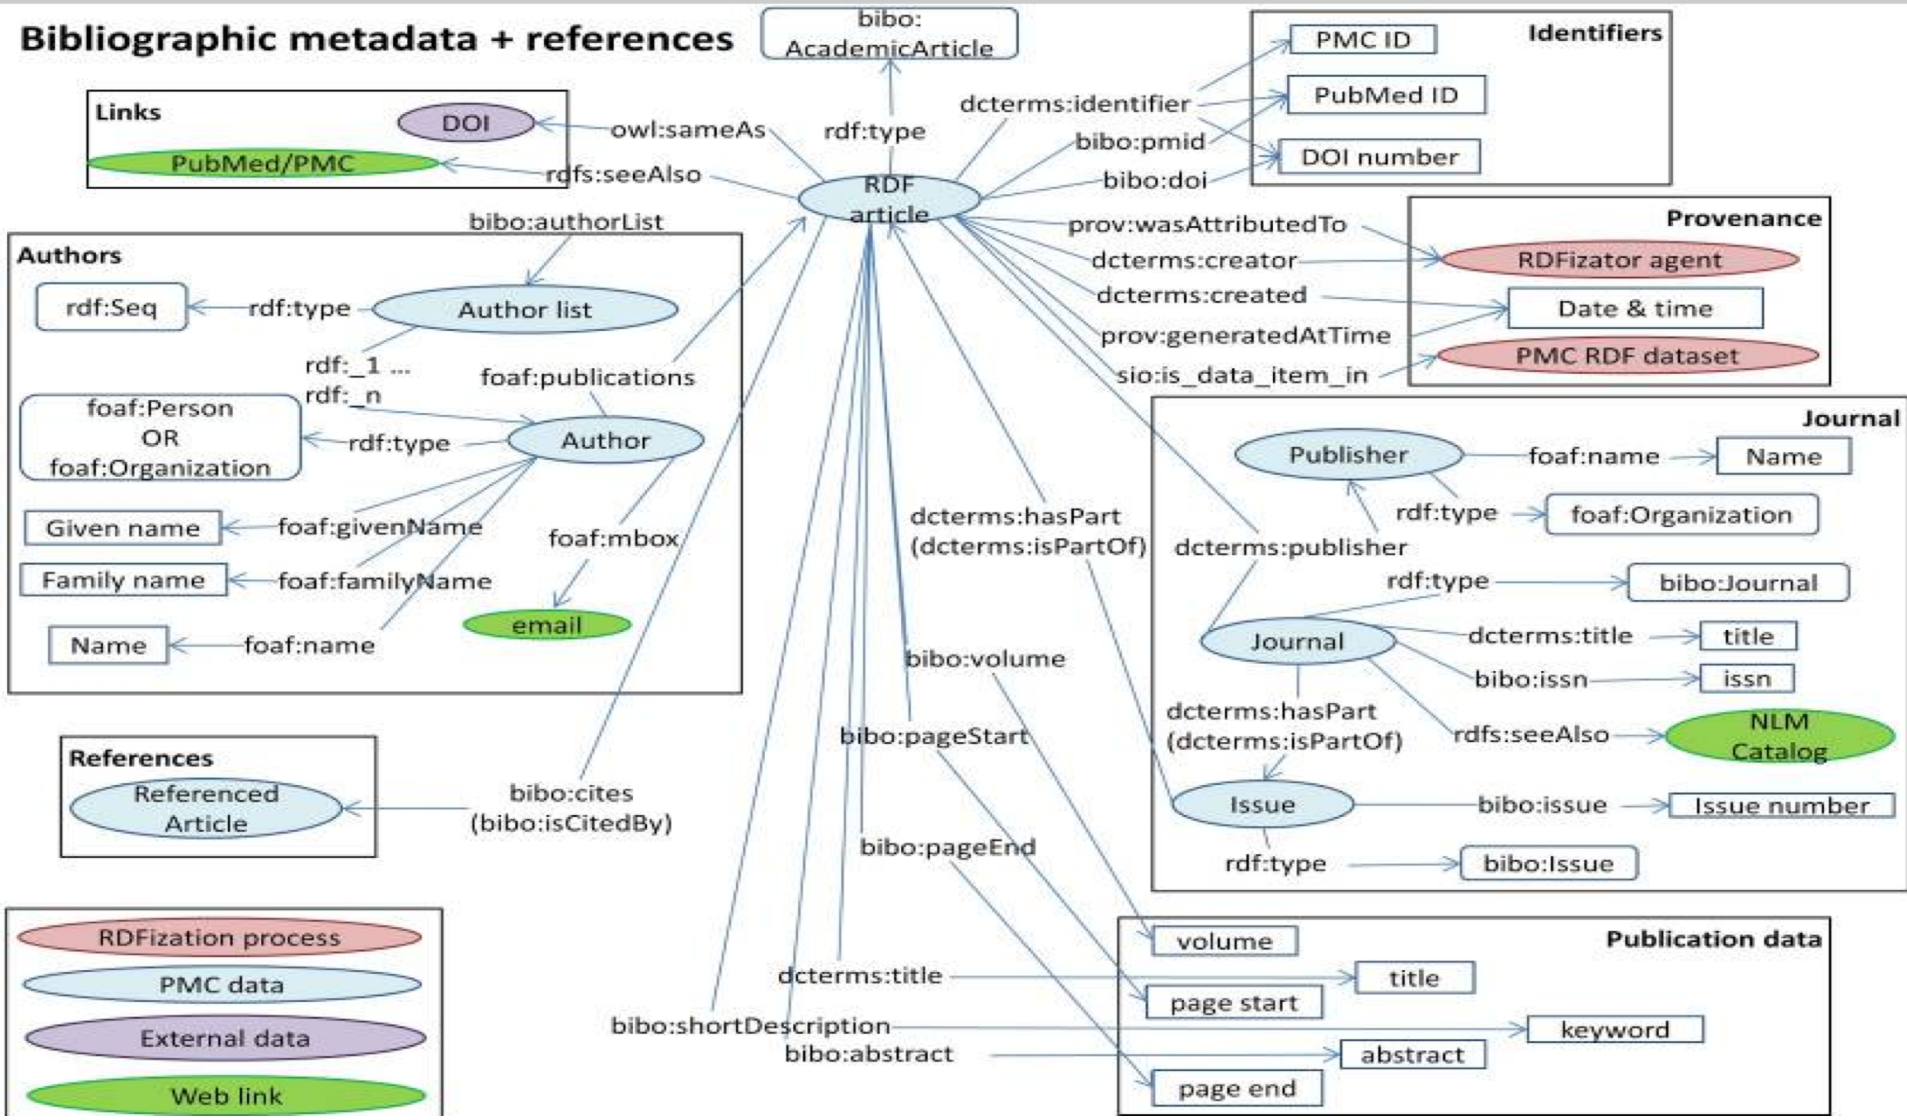 Bibliographic metadata + references
bibo:
AcademicArticle
rdf:type
RDF
article
Links
DOI
owl:sameAs
PubMed/PMC
rdfs:seeAlso
Identifiers
dcterms:identifier
PMC ID
PubMed ID
bibo:pmid
DOI number
bibo:doi
Provenance
prov:wasAttributedTo
RDFizator agent
dcterms:creator
dcterms:created
Date & time
prov:generatedAtTime
PMC RDF dataset
sio:is_data_item_in
bibo:authorList
Authors
rdf:Seq
rdf:type
Author list
rdf:_1 ...
rdf:_n
foaf:publications
foaf:Person
OR
foaf:Organization
rdf:type
Author
Given name
foaf:givenName
foaf:mbox
Family name
foaf:familyName
email
Name
foaf:name
dcterms:hasPart
(dcterms:isPartOf)
Journal
Publisher
foaf:name
Name
rdf:type
foaf:Organization
dcterms:publisher
rdf:type
bibo:Journal
Journal
dcterms:title
title
bibo:issn
issn
dcterms:hasPart
(dcterms:isPartOf)
rdfs:seeAlso
NLM
Catalog
Issue
bibo:issue
Issue number
rdf:type
bibo:Issue
References
Referenced
Article
bibo:cites
(bibo:isCitedBy)
bibo:volume
bibo:pageStart
bibo:pageEnd
dcterms:title
bibo:shortDescription
bibo:abstract
Publication data
volume
title
page start
keyword
abstract
page end
RDFization process
PMC data
External data
Web link